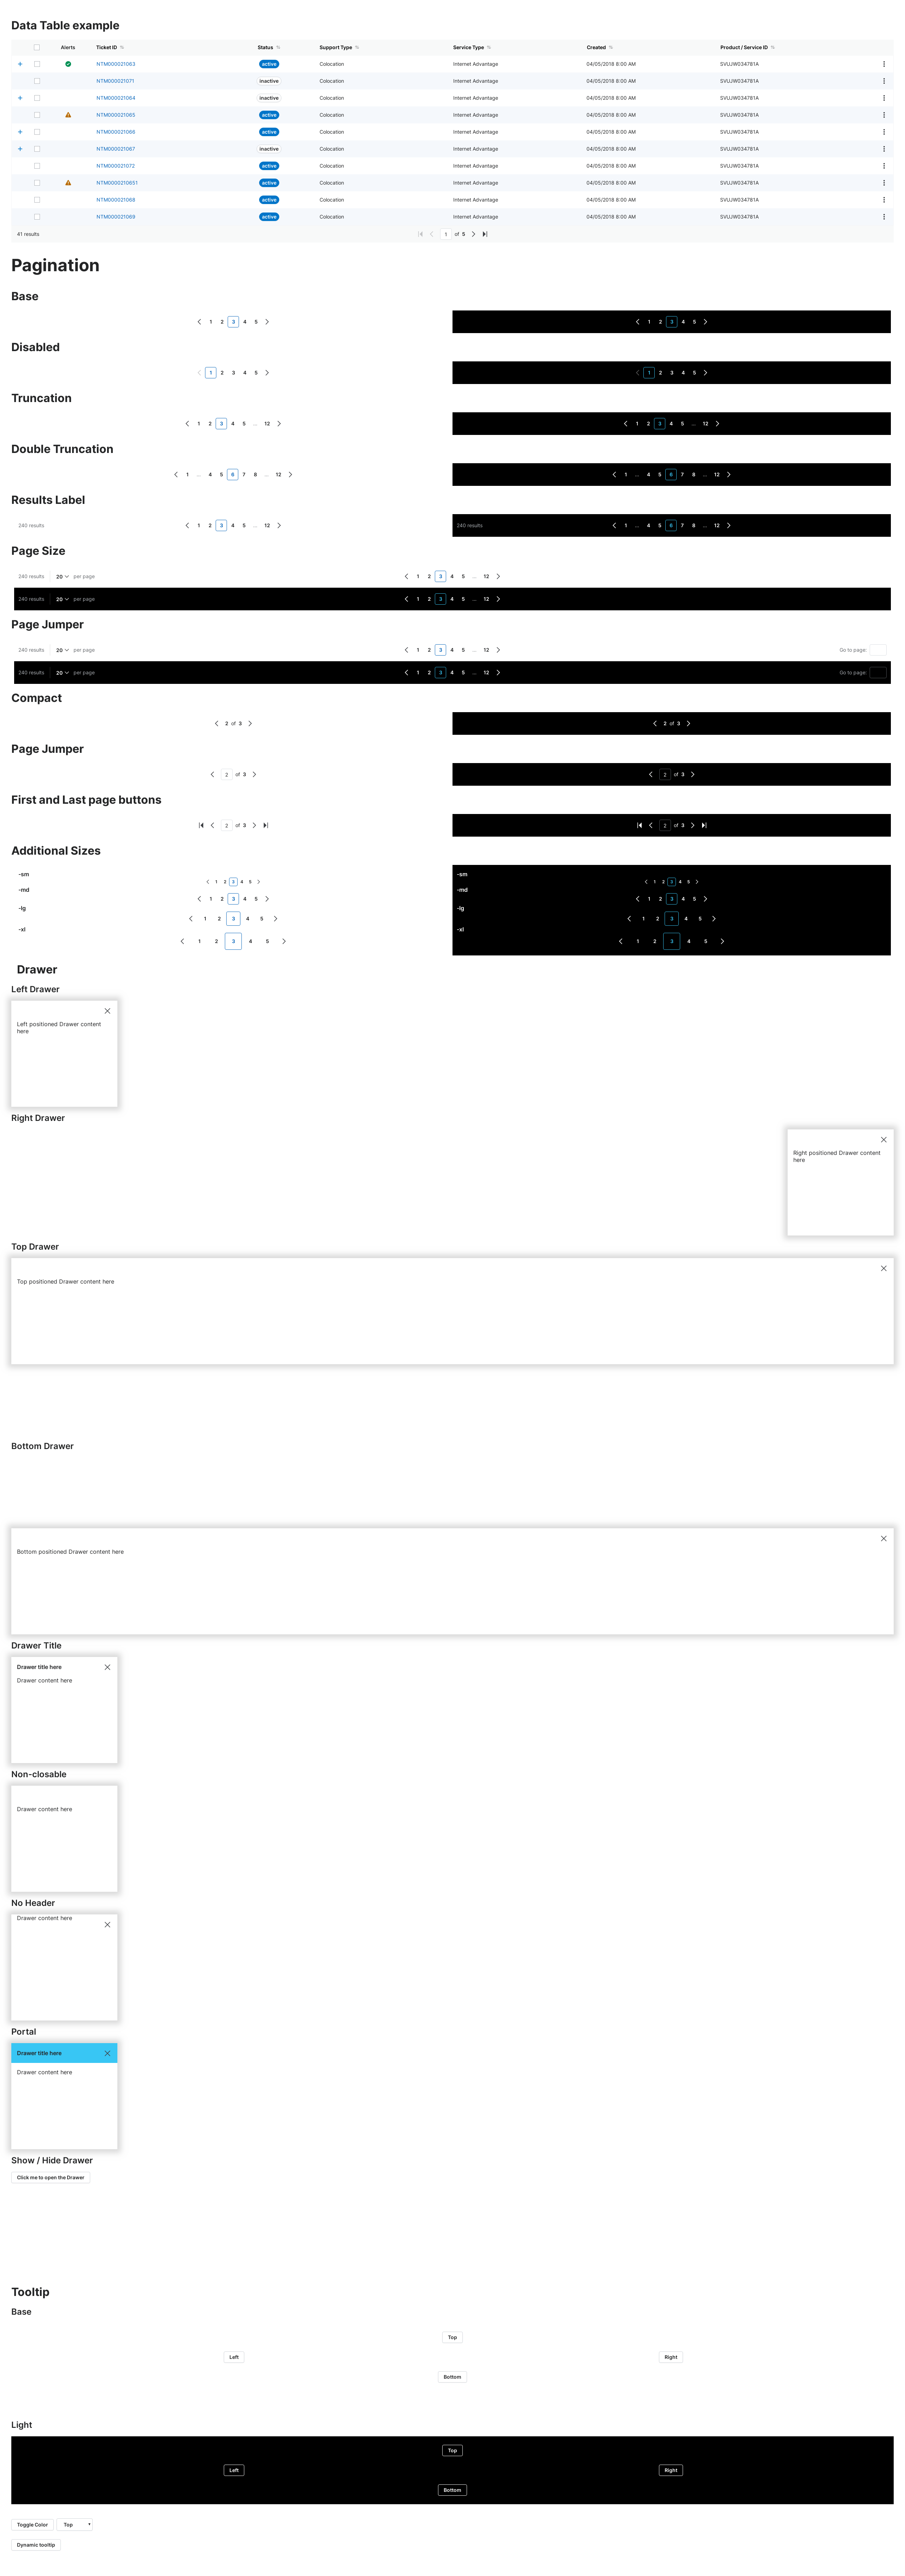 Data Table example
Alerts Ticket ID Status Support Type Service Type Created Product / Service ID
NTM000021063 active Colocation Internet Advantage 04/05/2018 8:00 AM SVUJW034781A
NTM000021071 inactive Colocation Internet Advantage 04/05/2018 8:00 AM SVUJW034781A
NTM000021064 inactive Colocation Internet Advantage 04/05/2018 8:00 AM SVUJW034781A
NTM000021065 active Colocation Internet Advantage 04/05/2018 8:00 AM SVUJW034781A
NTM000021066 active Colocation Internet Advantage 04/05/2018 8:00 AM SVUJW034781A
NTM000021067 inactive Colocation Internet Advantage 04/05/2018 8:00 AM SVUJW034781A
NTM000021072 active Colocation Internet Advantage 04/05/2018 8:00 AM SVUJW034781A
NTM0000210651 active Colocation Internet Advantage 04/05/2018 8:00 AM SVUJW034781A
NTM000021068 active Colocation Internet Advantage 04/05/2018 8:00 AM SVUJW034781A
NTM000021069 active Colocation Internet Advantage 04/05/2018 8:00 AM SVUJW034781A
41 results 1 of 5
Pagination
Base
1 2 3 4 5 1 2 3 4 5
Disabled
1 2 3 4 5 1 2 3 4 5
Truncation
1 2 3 4 5 ... 12 1 2 3 4 5 ... 12
Double Truncation
1 ... 4 5 6 7 8 ... 12 1 ... 4 5 6 7 8 ... 12
Results Label
240 results 1 2 3 4 5 ... 12 240 results 1 ... 4 5 6 7 8 ... 12
Page Size
240 results 20 per page 1 2 3 4 5 ... 12
240 results 20 per page 1 2 3 4 5 ... 12
Page Jumper
240 results 20 per page 1 2 3 4 5 ... 12 Go to page:
240 results 20 per page 1 2 3 4 5 ... 12 Go to page:
Compact
2 of 3 2 of 3
Page Jumper
2 of 3 2 of 3
First and Last page buttons
2 of 3 2 of 3
Additional Sizes
-sm 1 2 3 4 5 -sm 1 2 3 4 5
-md 1 2 3 4 5 -md 1 2 3 4 5
-lg 1 2 3 4 5 -lg 1 2 3 4 5
-xl 1 2 3 4 5 -xl 1 2 3 4 5
Drawer
Left Drawer
Left positioned Drawer content
here
Right Drawer
Right positioned Drawer content
here
Top Drawer
Top positioned Drawer content here
Bottom Drawer
Bottom positioned Drawer content here
Drawer Title
Drawer title here
Drawer content here
Non-closable
Drawer content here
No Header
Drawer content here
Portal
Drawer title here
Drawer content here
Show / Hide Drawer
Click me to open the Drawer
Tooltip
Base
Top
Left Right
Bottom
Light
Top
Left Right
Bottom
Toggle Color Top
Dynamic tooltip